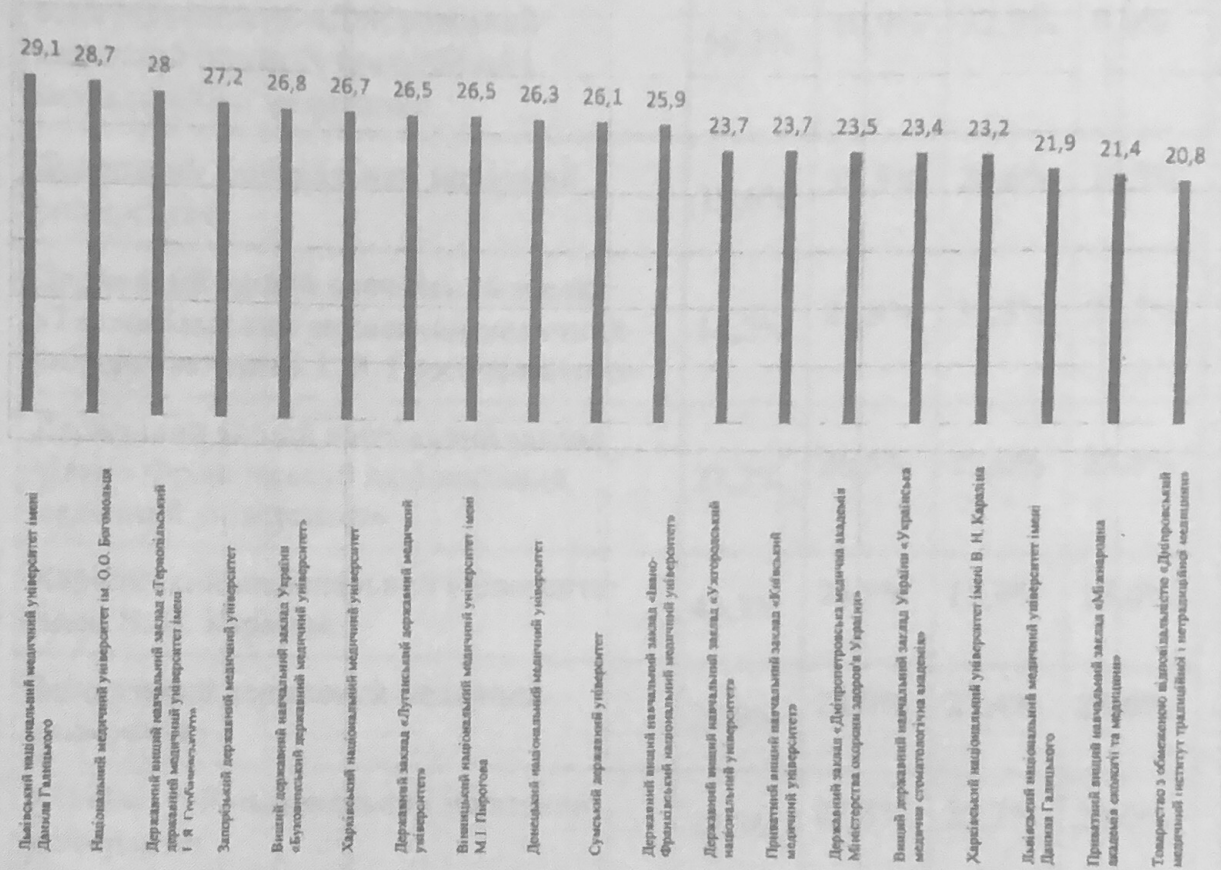 29,1
28,7
28
27,2
26,8
26,7
26,5
26,5
26,3
26,1
25,9
23,7
23,7
23,5
23,4
23,2
21,9
21,4
20,8
Львівський національний медичний університет імені
Данила Галицького
Національний медичний університет ім. О.О. Богомольця
Державний вищий навчальний заклад «Тернопільський
державний медичний університет імені
І.Я. Горбачевського
Запорізький державний медичний університет
Вищий державний навчальний заклад України
«Буковинський державний медичний університет»
Харківський національний медичний університет
Державний заклад «Луганський державний медичний
університет»
Вінницький національний медичний університет імені
М.І. Пирогова
Донецький національний медичний університет
Сумський державний університет
Державний вищий навчальний заклад «Івано-
Франківський національний медичний університет»
Державний вищий навчальний заклад «Ужгородський
національний університет»
Приватний вищий навчальний заклад «Київський
медичний університет»
Державний заклад «Дніпропетровська медична академія
Міністерства охорони здоров'я України»
Вищий державний навчальний заклад України «Українська
медична стоматологічна академія»
Харківський національний університет імені В. Н. Каразіна
Львівський національний медичний університет імені
Данила Галицького
Приватний вищий навчальний заклад «Міжнародна
академія екології та медицини»
Товариство з обмеженою відповідальністю «Дніпровський
медичний інститут традиційної і нетрадиційної медицини»